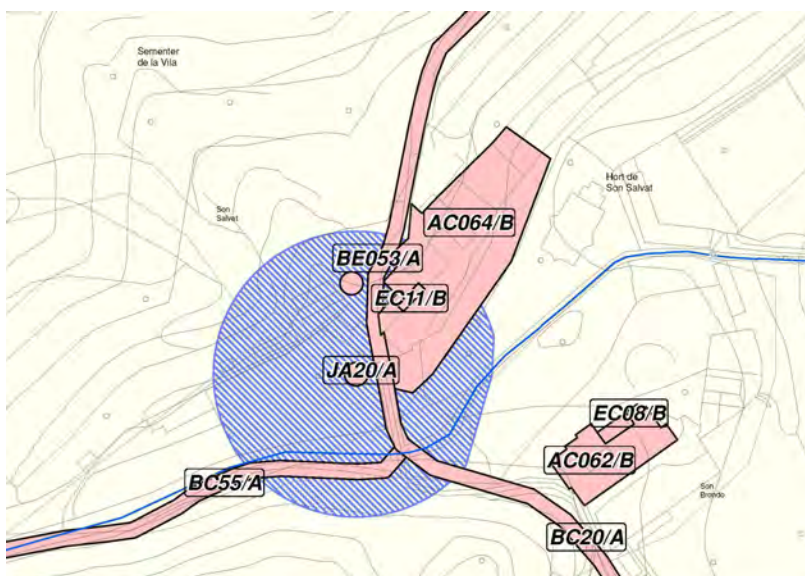 Sementer
de la Vila
Hort de
Son Salvat
Son
Salvat
AC064/B
BE053/A
EC11/B
JA20/A
EC08/B
AC062/B
BC55/A
Son
Brondo
BC20/A